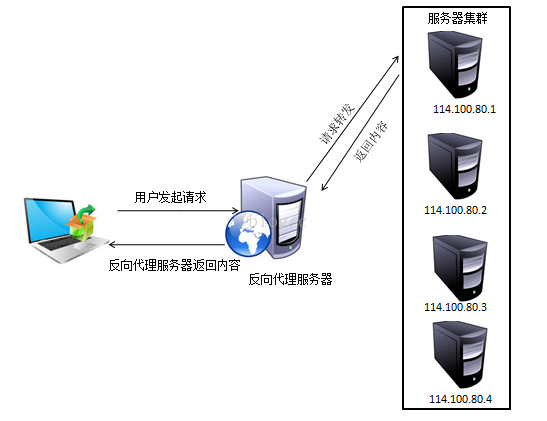 服务器集群
114.100.80.1
请求转发
返回内容
114.100.80.2
用户发起请求
反向代理服务器返回内容
反向代理服务器
114.100.80.3
114.100.80.4